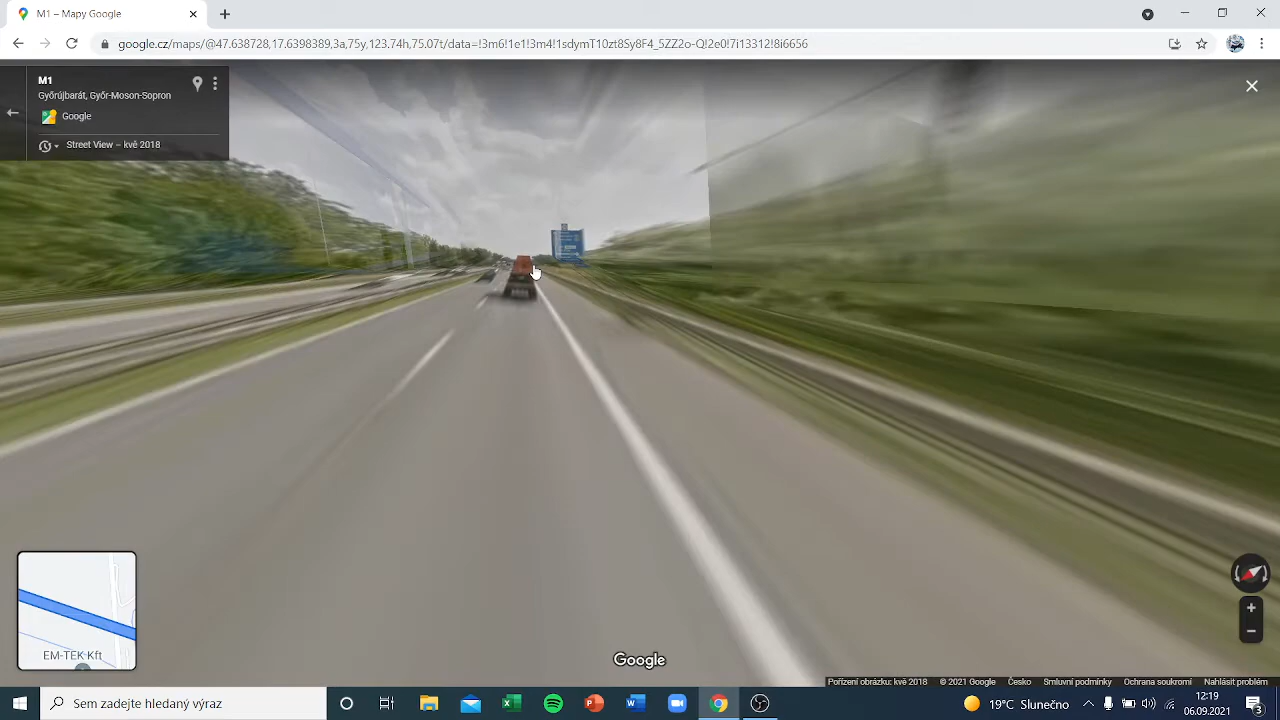 M1 – Mapy Google
google.cz/maps/@47.638728,17.6398389,3a,75y,123.74h,75.07t/data=!3m6!1e1!3m4!1sdymT10zt8Sy8F4_5ZZ2o-Q!2e0!7i13312!8i6656
M1
Győrújbarát, Győr-Moson-Sopron
Google
Street View – kvě 2018
EM-TEK Kft
Google
Pořízení obrázku: kvě 2018 © 2021 Google Česko Smluvní podmínky Ochrana soukromí Nahlásit problém
Sem zadejte hledaný výraz
19°C Slunečno
12:19
06.09.2021
3